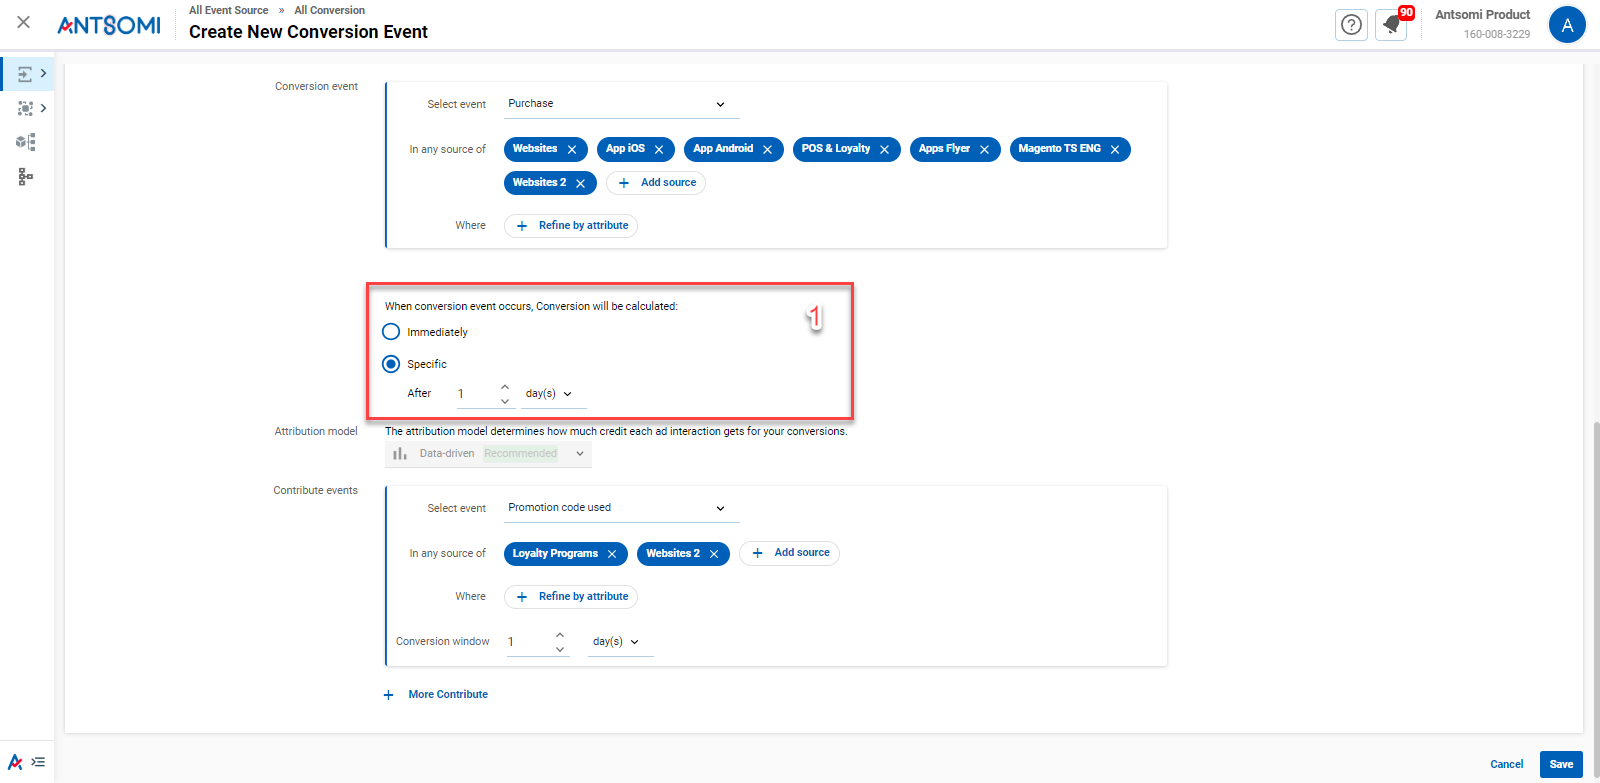 ANTSOMI
All Event Source » All Conversion
Create New Conversion Event
90
Antsomi Product
160-008-3229
A
Conversion event
Select event Purchase
In any source of Websites App iOS App Android POS & Loyalty Apps Flyer Magento TS ENG
Websites 2 + Add source
Where + Refine by attribute
When conversion event occurs, Conversion will be calculated:
1
Immediately
Specific
After 1 day(s)
Attribution model The attribution model determines how much credit each ad interaction gets for your conversions.
Data-driven Recommended
Contribute events
Select event Promotion code used
In any source of Loyalty Programs Websites 2 + Add source
Where + Refine by attribute
Conversion window 1 day(s)
+ More Contribute
Cancel Save